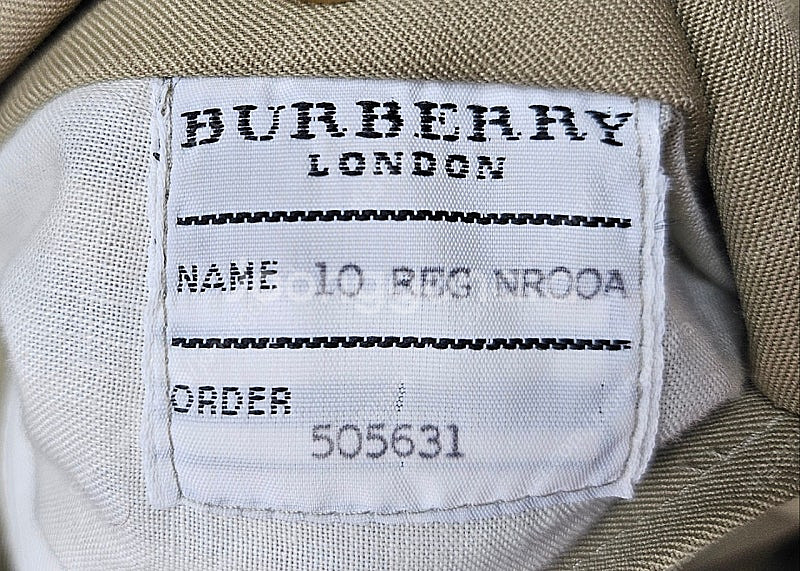 BURBERRY
LONDON
NAME 10 REG NROOA
ORDER
505631